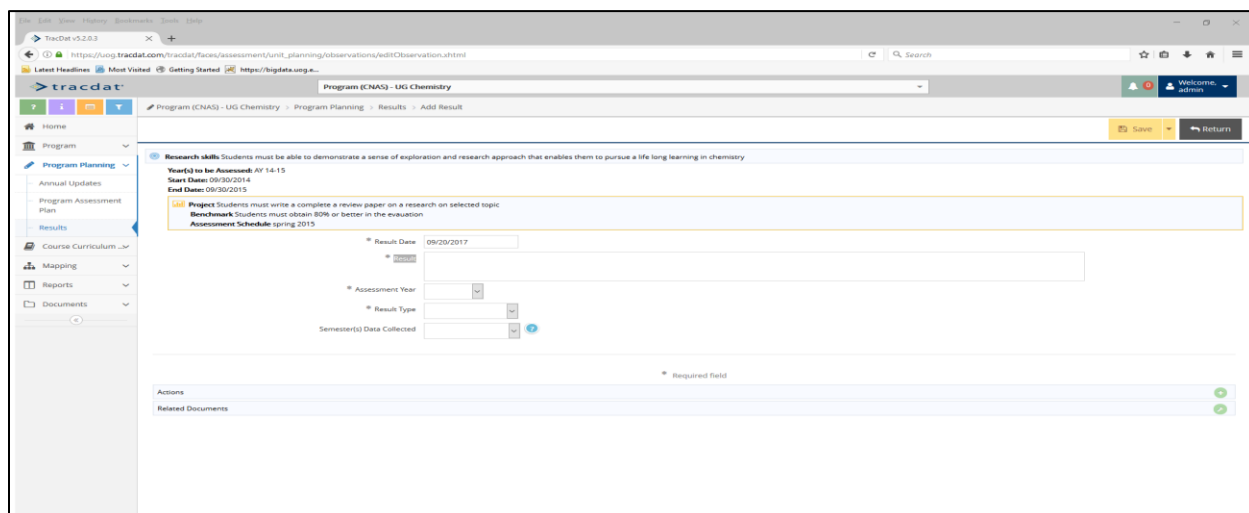 File Edit View History Bookmarks Tools Help
TracDat v5.2.0.3
https://uog.tracdat.com/tracdat/faces/assessment/unit_planning/observations/editObservation.xhtml
Search
Latest Headlines Most Visited Getting Started https://bigdata.uog.e...
tracdat
Program (CNAS) - UG Chemistry
0
Welcome, admin
? i
Program (CNAS) - UG Chemistry > Program Planning > Results > Add Result
Home
Save
Return
Program
Research skills Students must be able to demonstrate a sense of exploration and research approach that enables them to pursue a life long learning in chemistry
Program Planning
Year(s) to be Assessed: AY 14-15
Start Date: 09/30/2014
End Date: 09/30/2015
Annual Updates
Program Assessment Plan
Project Students must write a complete a review paper on a research on selected topic
Benchmark Students must obtain 80% or better in the evauation
Assessment Schedule spring 2015
Results
* Result Date 09/20/2017
Course Curriculum ...
* Result
Mapping
Reports
* Assessment Year
Documents
* Result Type
Semester(s) Data Collected
?
* Required field
Actions
Related Documents